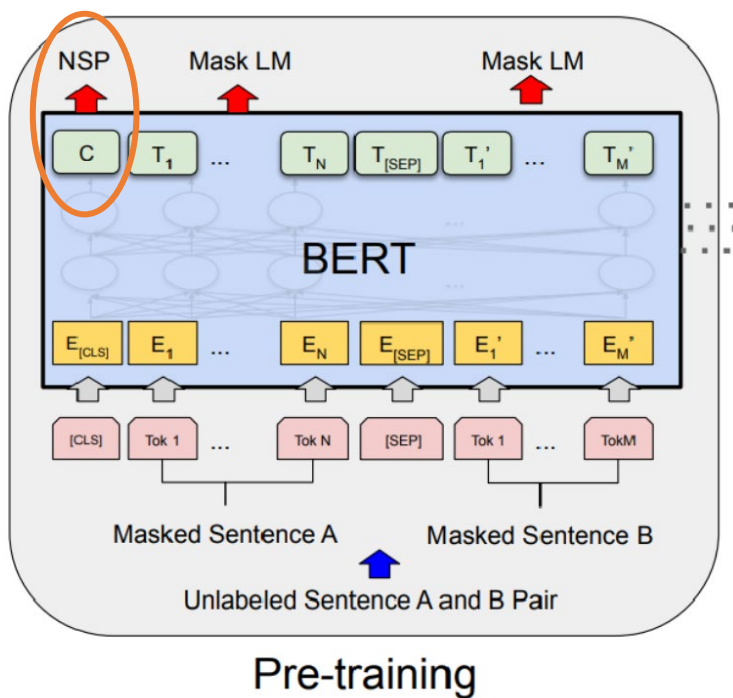 NSP Mask LM Mask LM
C T1 ... TN T[SEP] T1' ... TM'
...
BERT
...
E[CLS] E1 ... EN E[SEP] E1' ... EM'
[CLS] Tok 1 ... Tok N [SEP] Tok 1 ... TokM
Masked Sentence A Masked Sentence B
Unlabeled Sentence A and B Pair
Pre-training